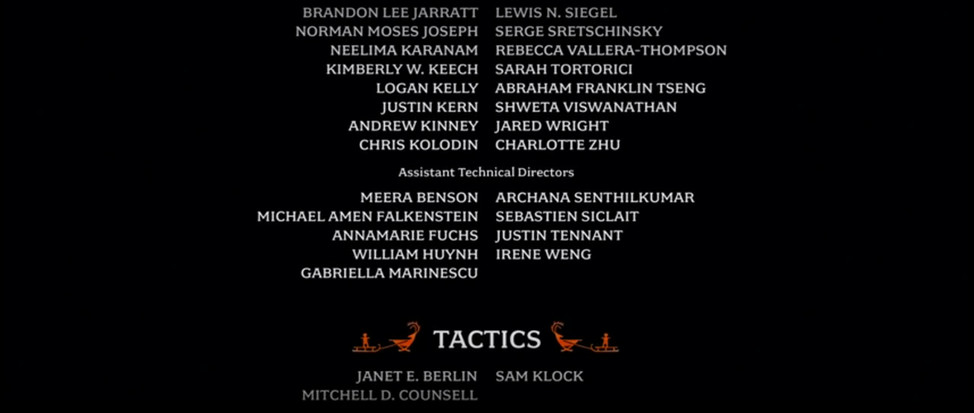 BRANDON LEE JARRATT LEWIS N. SIEGEL
NORMAN MOSES JOSEPH SERGE SRETSCHINSKY
NEELIMA KARANAM REBECCA VALLERA-THOMPSON
KIMBERLY W. KEECH SARAH TORTORICI
LOGAN KELLY ABRAHAM FRANKLIN TSENG
JUSTIN KERN SHWETA VISWANATHAN
ANDREW KINNEY JARED WRIGHT
CHRIS KOLODIN CHARLOTTE ZHU
Assistant Technical Directors
MEERA BENSON ARCHANA SENTHILKUMAR
MICHAEL AMEN FALKENSTEIN SEBASTIEN SICLAIT
ANNAMARIE FUCHS JUSTIN TENNANT
WILLIAM HUYNH IRENE WENG
GABRIELLA MARINESCU
TACTICS
JANET E. BERLIN SAM KLOCK
MITCHELL D. COUNSELL